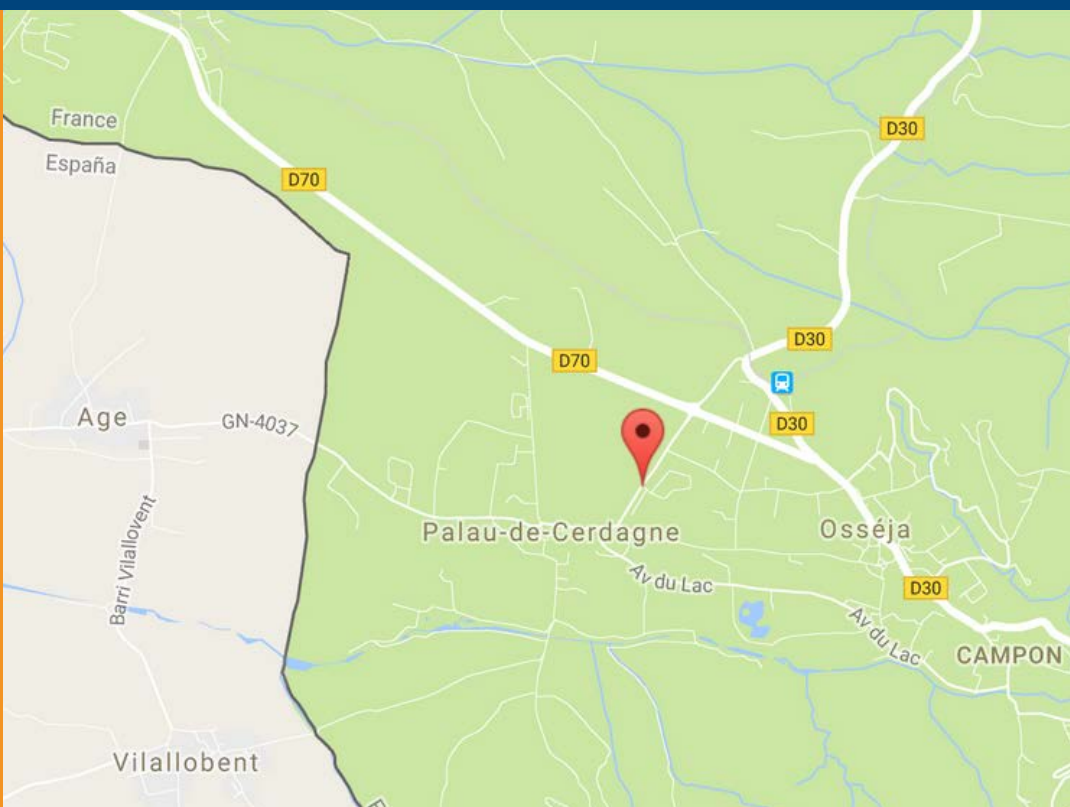 France
España
D30
D70
D30
D70
Age
GN-4037
D30
Palau-de-Cerdagne
Osséja
Barri Vilallovent
Av du Lac
D30
Av du Lac
CAMPON
Vilallobent